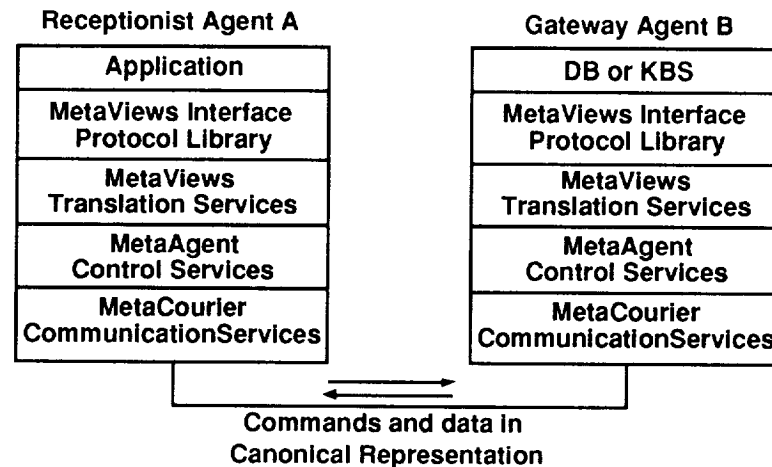 Receptionist Agent A
Application
MetaViews Interface
Protocol Library
MetaViews
Translation Services
MetaAgent
Control Services
MetaCourier
CommunicationServices
Gateway Agent B
DB or KBS
MetaViews Interface
Protocol Library
MetaViews
Translation Services
MetaAgent
Control Services
MetaCourier
CommunicationServices
Commands and data in
Canonical Representation